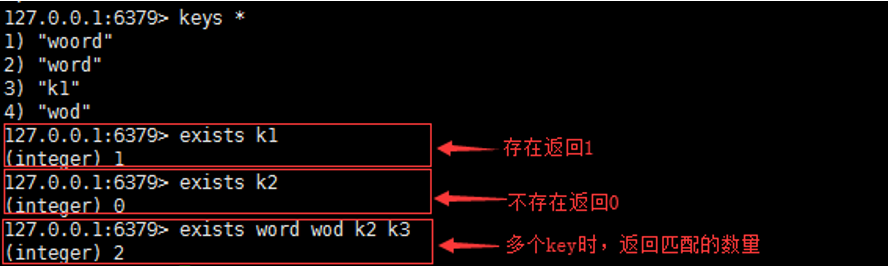 127.0.0.1:6379> keys *
1) "woord"
2) "word"
3) "k1"
4) "wod"
127.0.0.1:6379> exists k1
(integer) 1
存在返回1
127.0.0.1:6379> exists k2
(integer) 0
不存在返回0
127.0.0.1:6379> exists word wod k2 k3
(integer) 2
多个key时，返回匹配的数量